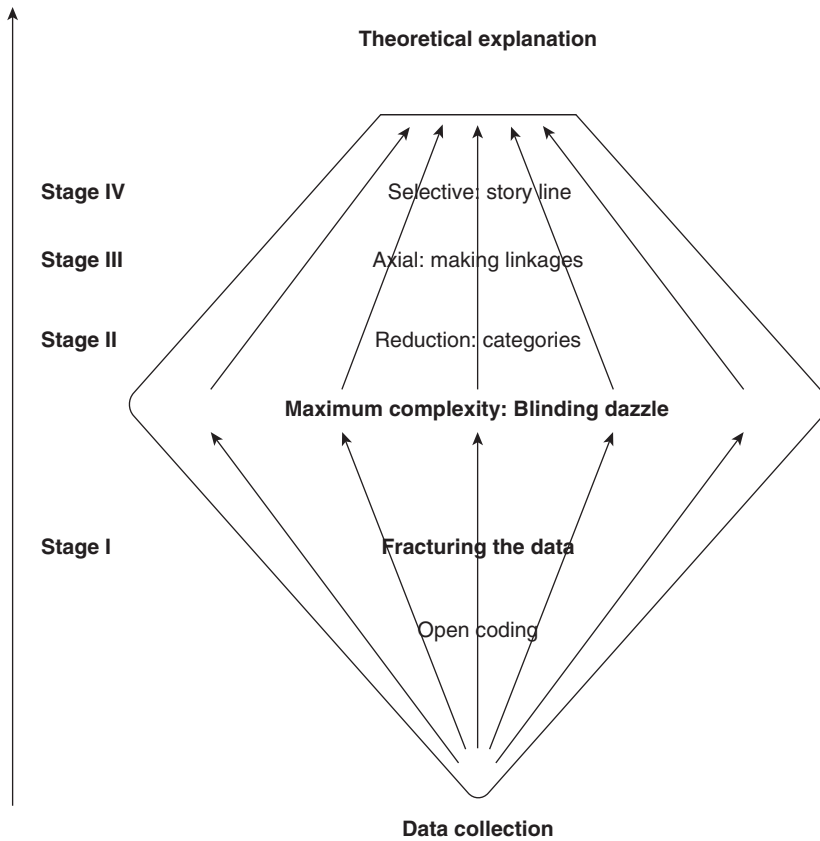 Theoretical explanation
Stage IV
Selective: story line
Stage III
Axial: making linkages
Stage II
Reduction: categories
Maximum complexity: Blinding dazzle
Stage I
Fracturing the data
Open coding
Data collection